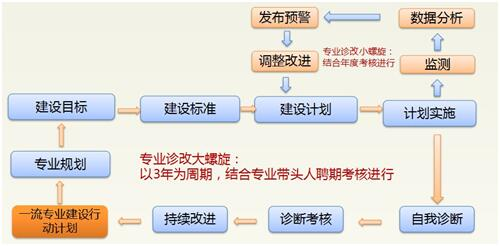 发布预警
数据分析
专业诊改小螺旋：
结合年度考核进行
调整改进
监测
建设目标
建设标准
建设计划
计划实施
专业规划
专业诊改大螺旋：
以3年为周期，结合专业带头人聘期考核进行
一流专业建设行
动计划
持续改进
诊断考核
自我诊断